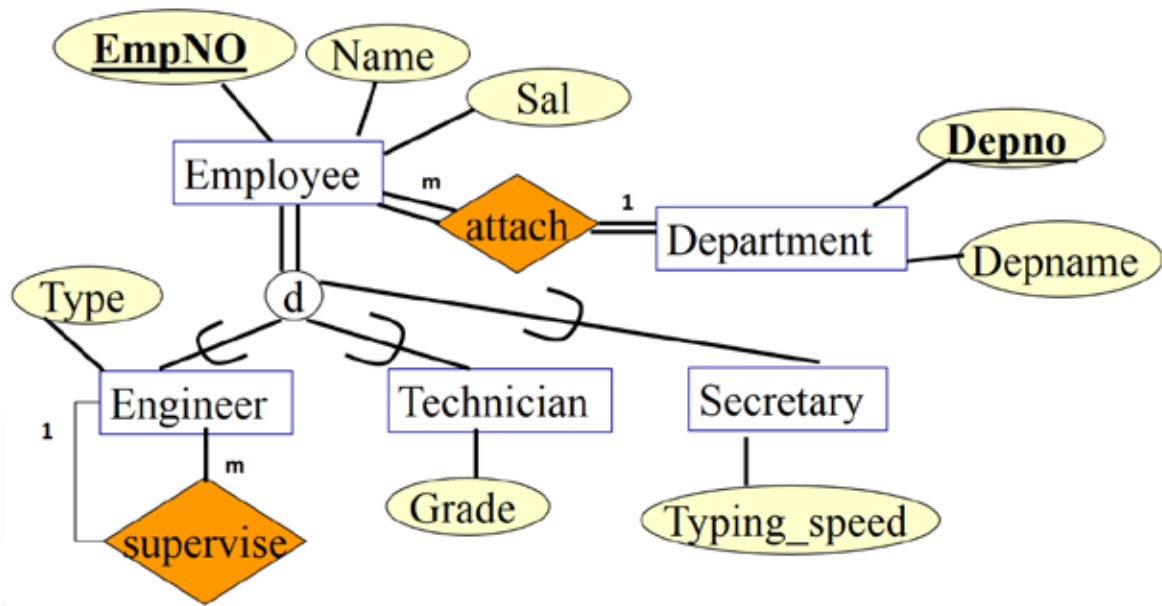 EmpNO
Name
Sal
Depno
Employee
m
attach
1
Department
Depname
Type
d
Engineer
Technician
Secretary
1
m
Grade
Typing_speed
supervise